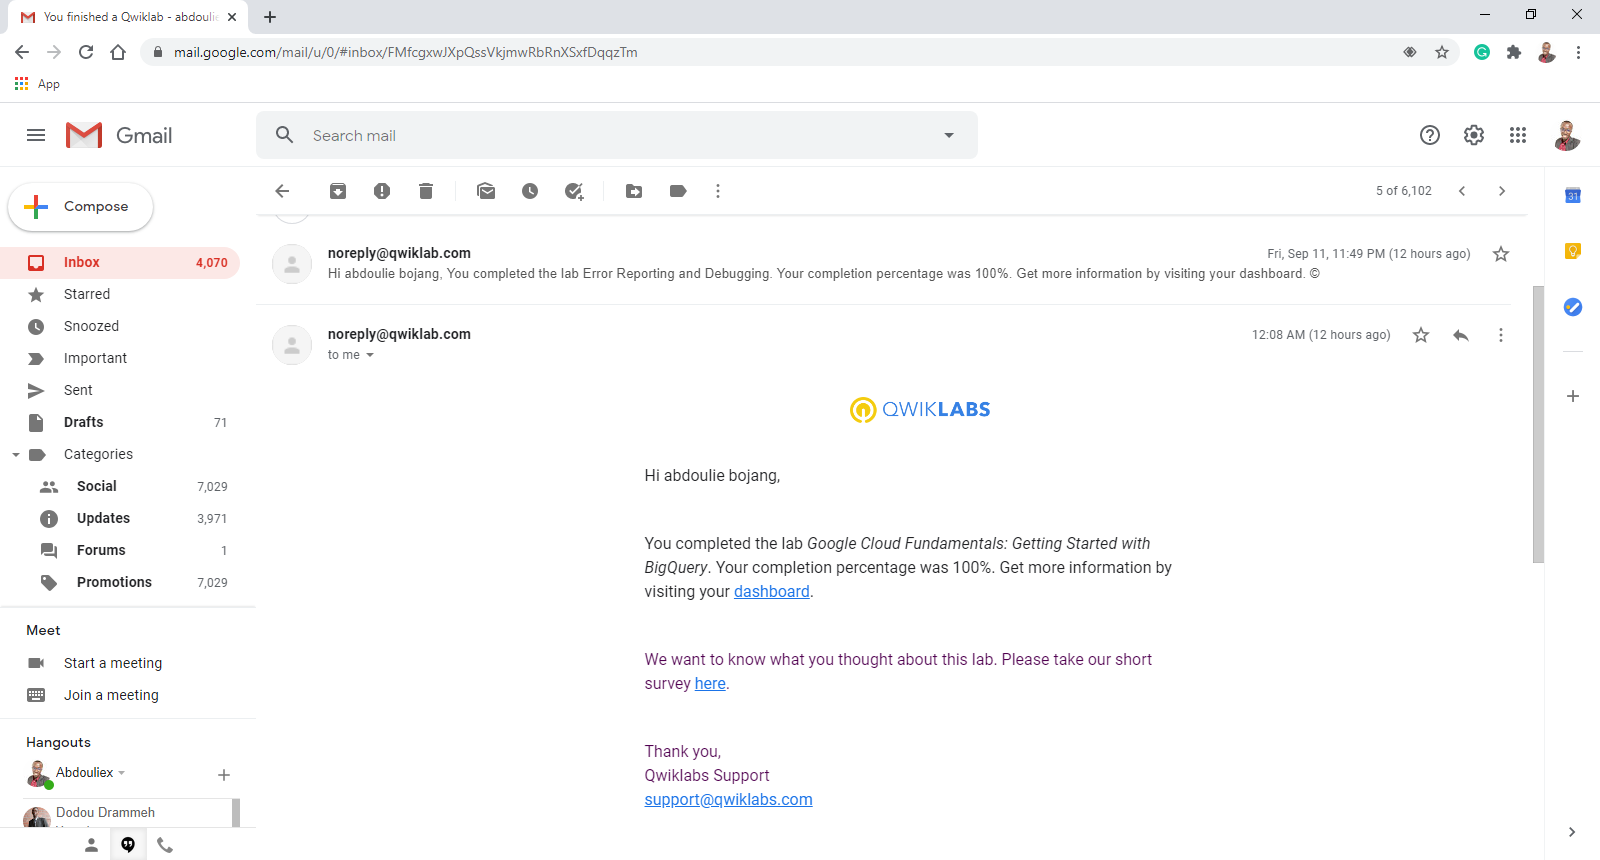 You finished a Qwiklab - abdoulie
mail.google.com/mail/u/0/#inbox/FMfcgxwJXpQssVkjmwRbRnXSxfDqqzTm
App
Gmail
Search mail
5 of 6,102
Compose
Inbox 4,070
Starred
Snoozed
Important
Sent
Drafts 71
Categories
Social 7,029
Updates 3,971
Forums 1
Promotions 7,029
Meet
Start a meeting
Join a meeting
Hangouts
Abdouliex
Dodou Drammeh
noreply@qwiklab.com Fri, Sep 11, 11:49 PM (12 hours ago)
Hi abdoulie bojang, You completed the lab Error Reporting and Debugging. Your completion percentage was 100%. Get more information by visiting your dashboard. ©
noreply@qwiklab.com 12:08 AM (12 hours ago)
to me
QWIKLABS
Hi abdoulie bojang,
You completed the lab Google Cloud Fundamentals: Getting Started with
BigQuery. Your completion percentage was 100%. Get more information by
visiting your dashboard.
We want to know what you thought about this lab. Please take our short
survey here.
Thank you,
Qwiklabs Support
support@qwiklabs.com
31